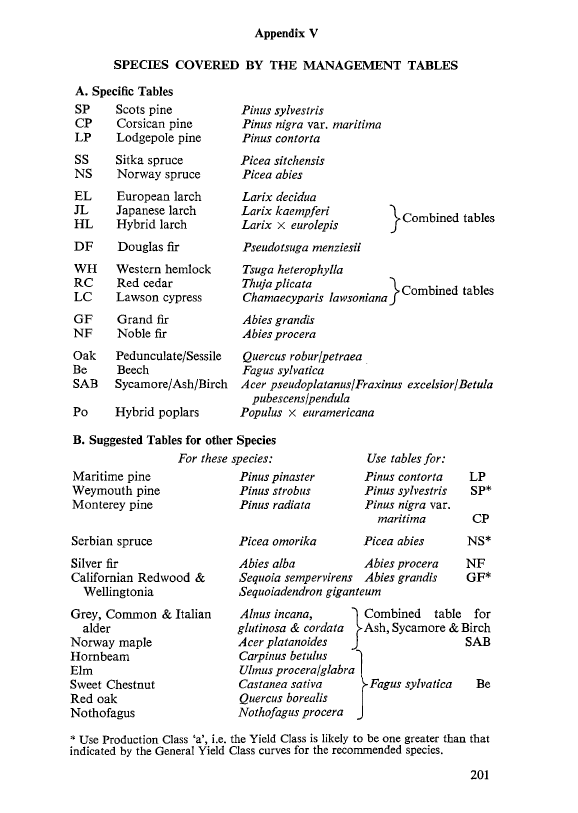 Appendix V
SPECIES COVERED BY THE MANAGEMENT TABLES
A. Specific Tables
SP Scots pine Pinus sylvestris
CP Corsican pine Pinus nigra var. maritima
LP Lodgepole pine Pinus contorta
SS Sitka spruce Picea sitchensis
NS Norway spruce Picea abies
EL European larch Larix decidua
JL Japanese larch Larix kaempferi
HL Hybrid larch Larix × eurolepis
} Combined tables
DF Douglas fir Pseudotsuga menziesii
WH Western hemlock Tsuga heterophylla
RC Red cedar Thuja plicata
LC Lawson cypress Chamaecyparis lawsoniana
} Combined tables
GF Grand fir Abies grandis
NF Noble fir Abies procera
Oak Pedunculate/Sessile Quercus robur/petraea
Be Beech Fagus sylvatica
SAB Sycamore/Ash/Birch Acer pseudoplatanus/Fraxinus excelsior/Betula
pubescens/pendula
Po Hybrid poplars Populus × euramericana
B. Suggested Tables for other Species
For these species: Use tables for:
Maritime pine Pinus pinaster Pinus contorta LP
Weymouth pine Pinus strobus Pinus sylvestris SP*
Monterey pine Pinus radiata Pinus nigra var.
maritima CP
Serbian spruce Picea omorika Picea abies NS*
Silver fir Abies alba Abies procera NF
Californian Redwood & Sequoia sempervirens Abies grandis GF*
Wellingtonia Sequoiadendron giganteum
Grey, Common & Italian Alnus incana, } Combined table for
alder glutinosa & cordata Ash, Sycamore & Birch
Norway maple Acer platanoides SAB
Hornbeam Carpinus betulus
Elm Ulmus procera/glabra
Sweet Chestnut Castanea sativa } Fagus sylvatica Be
Red oak Quercus borealis
Nothofagus Nothofagus procera
* Use Production Class 'a', i.e. the Yield Class is likely to be one greater than that
indicated by the General Yield Class curves for the recommended species.
201